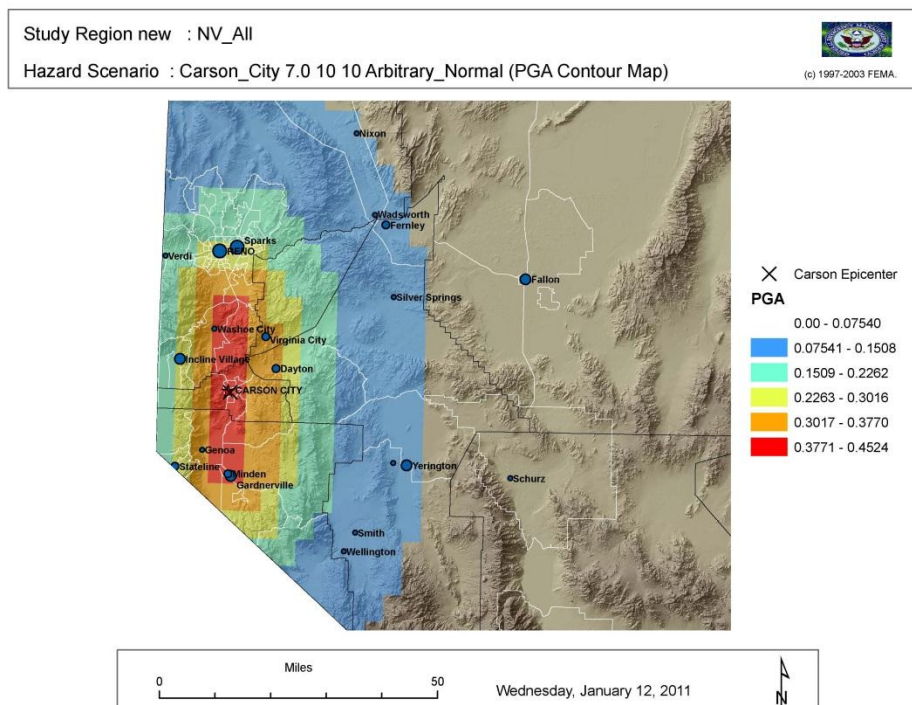 Study Region new : NV_All
Hazard Scenario : Carson_City 7.0 10 10 Arbitrary_Normal (PGA Contour Map)
(c) 1997-2003 FEMA.
Nixon
Wadsworth
Fernley
Sparks
RENO
Verdi
Fallon
Silver Springs
Washoe City
Virginia City
Incline Village
Dayton
CARSON CITY
Genoa
Stateline
Minden
Gardnerville
Yerington
Schurz
Smith
Wellington
Carson Epicenter
PGA
0.00 - 0.07540
0.07541 - 0.1508
0.1509 - 0.2262
0.2263 - 0.3016
0.3017 - 0.3770
0.3771 - 0.4524
Miles
0 50
Wednesday, January 12, 2011
N